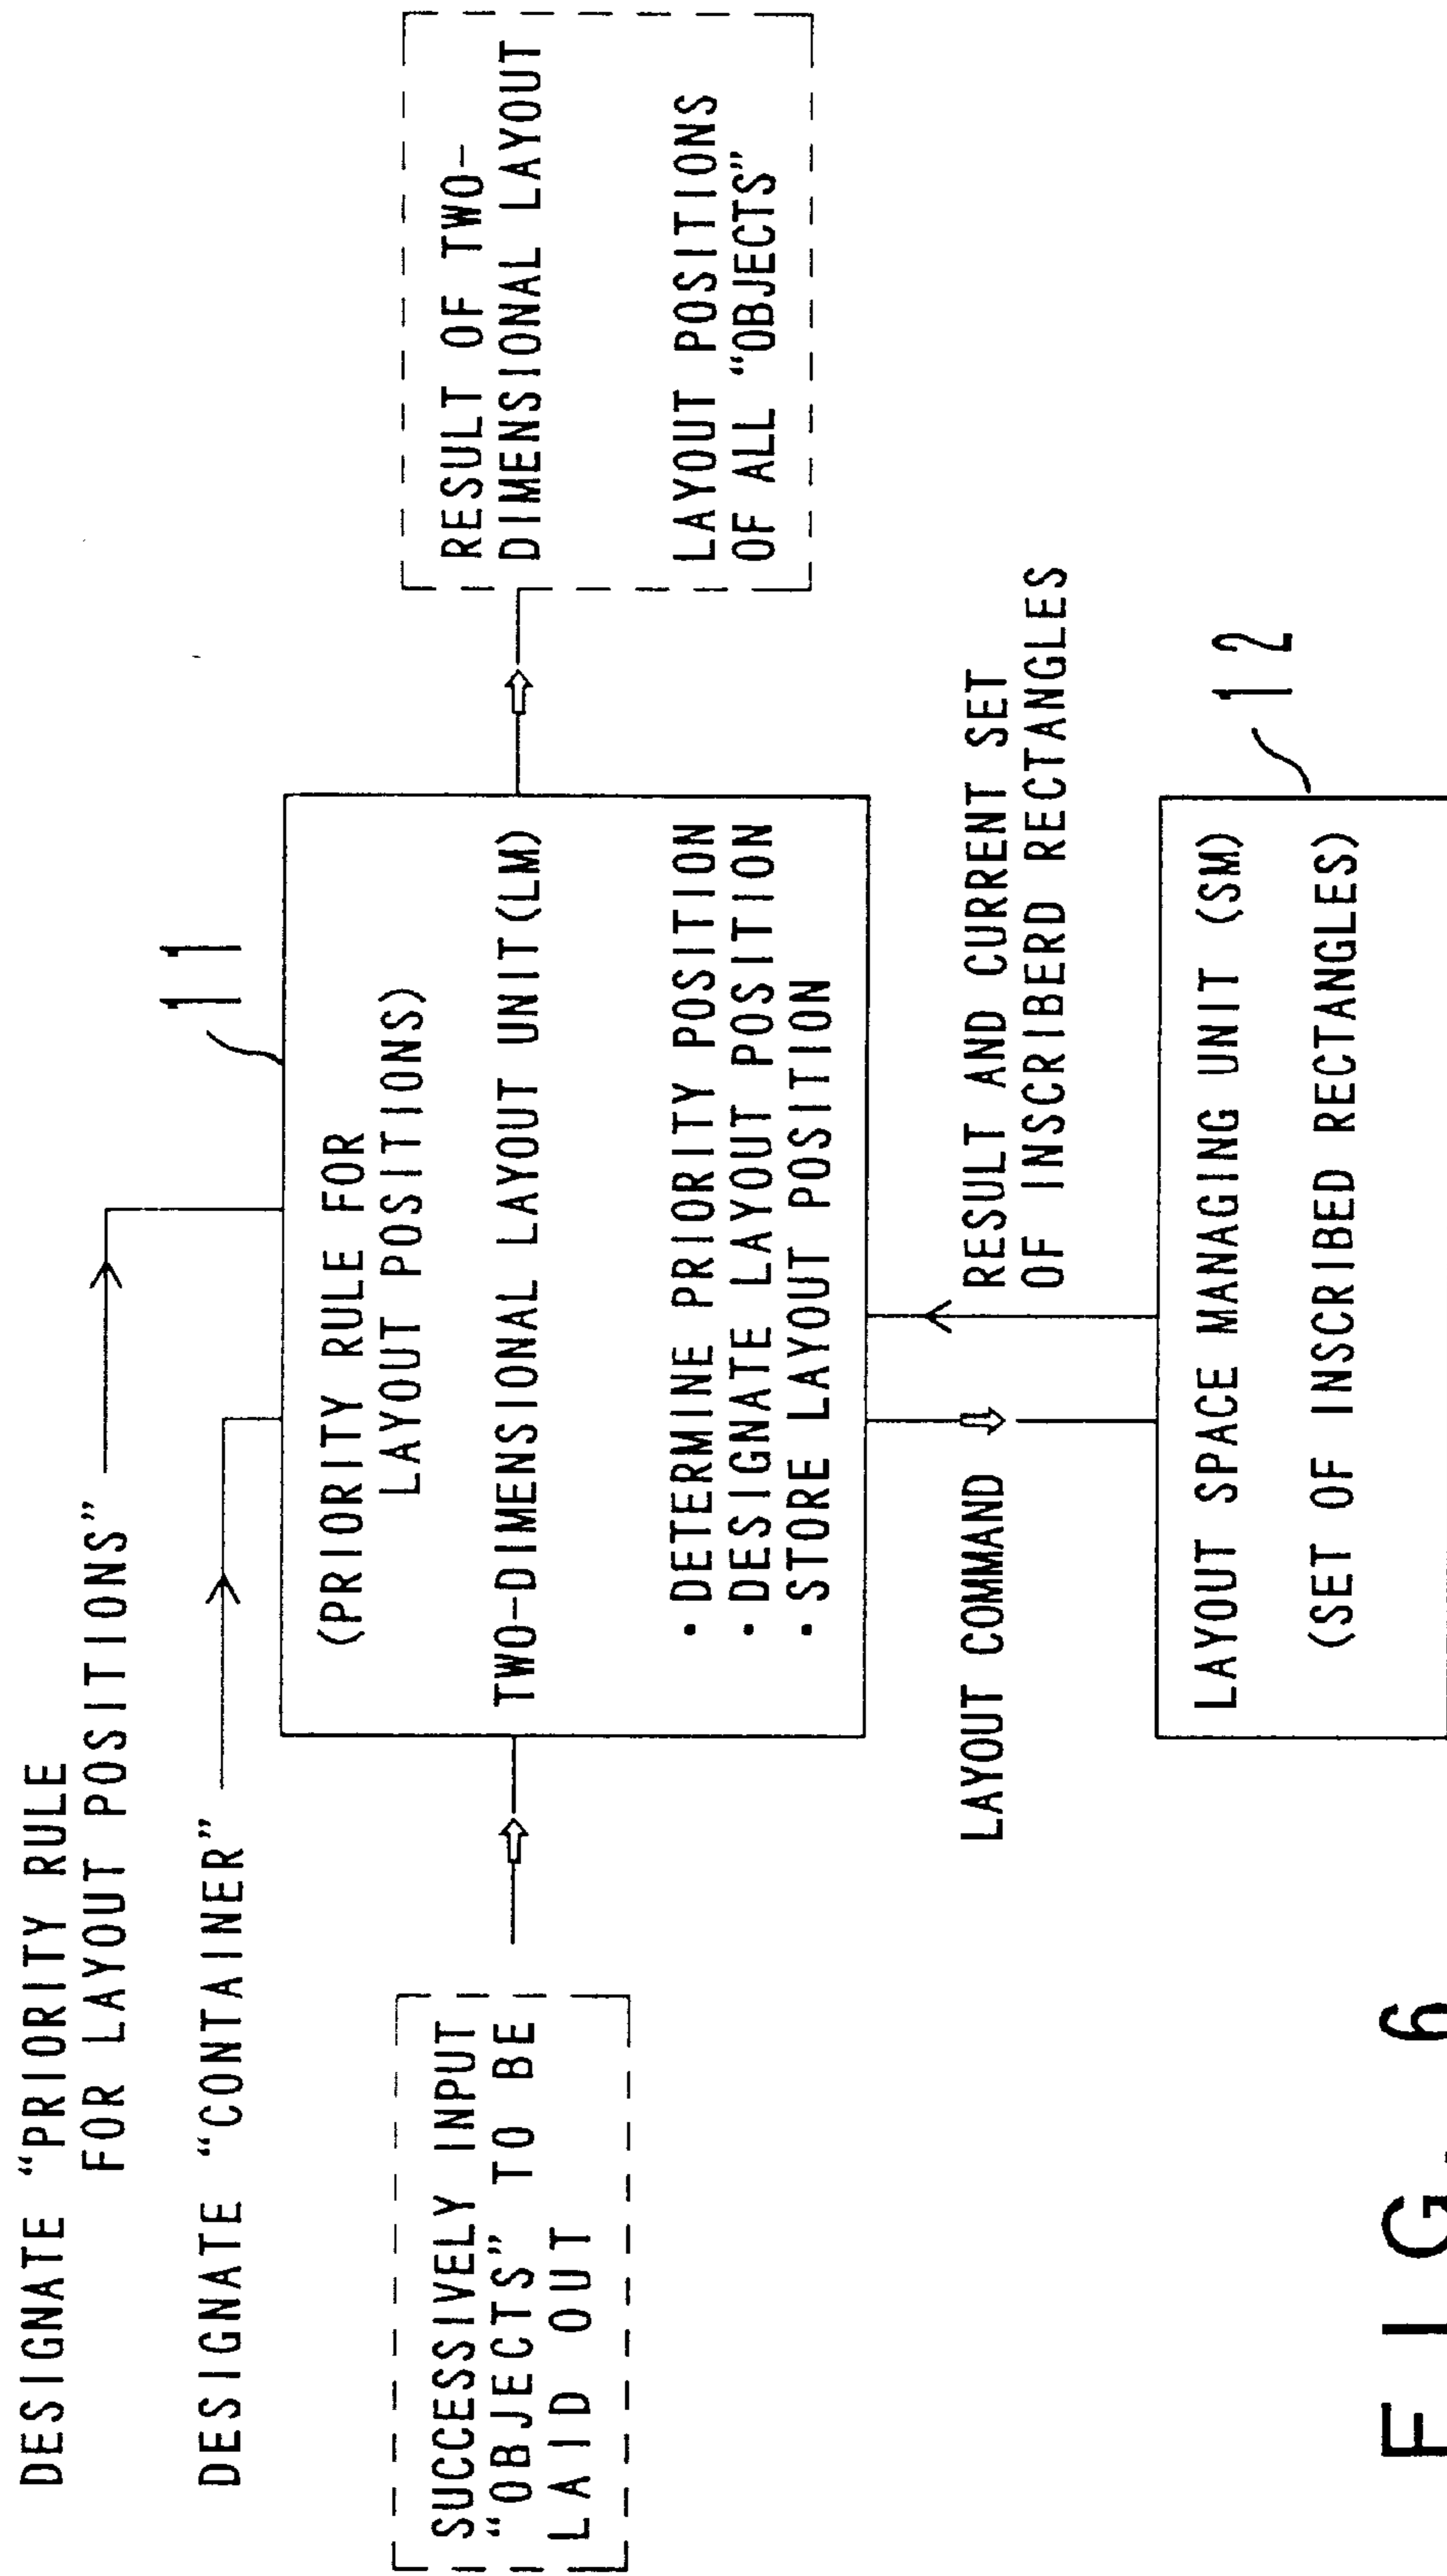 DESIGNATE “PRIORITY RULE
FOR LAYOUT POSITIONS”
DESIGNATE “CONTAINER”
11
SUCCESSIVELY INPUT
“OBJECTS” TO BE
LAID OUT
(PRIORITY RULE FOR
LAYOUT POSITIONS)
TWO-DIMENSIONAL LAYOUT UNIT(LM)
• DETERMINE PRIORITY POSITION
• DESIGNATE LAYOUT POSITION
• STORE LAYOUT POSITION
RESULT OF TWO-
DIMENSIONAL LAYOUT
LAYOUT POSITIONS
OF ALL “OBJECTS”
LAYOUT COMMAND
RESULT AND CURRENT SET
OF INSCRIBERD RECTANGLES
12
LAYOUT SPACE MANAGING UNIT (SM)
(SET OF INSCRIBED RECTANGLES)
FIG. 6